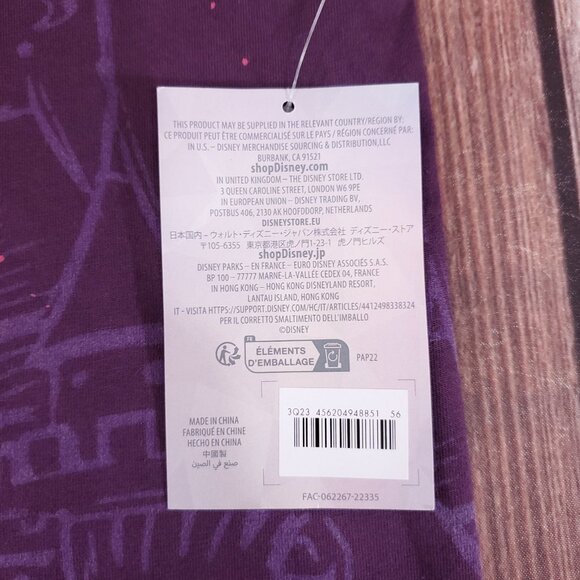 THIS PRODUCT MAY BE SUPPLIED IN THE RELEVANT COUNTRY/REGION BY:
CE PRODUIT PEUT ÊTRE COMMERCIALISÉ SUR LE PAYS / RÉGION CONCERNÉ PAR:
IN U.S. – DISNEY MERCHANDISE SOURCING & DISTRIBUTION,LLC
BURBANK, CA 91521
shopDisney.com
IN UNITED KINGDOM – THE DISNEY STORE LTD.
3 QUEEN CAROLINE STREET, LONDON W6 9PE
IN EUROPEAN UNION – DISNEY TRADING BV,
POSTBUS 406, 2130 AK HOOFDDORP, NETHERLANDS
DISNEYSTORE.EU
日本国内 – ウォルト・ディズニー・ジャパン株式会社 ディズニー・ストア
〒105-6355 東京都港区虎ノ門1-23-1 虎ノ門ヒルズ
shopDisney.jp
DISNEY PARKS – EN FRANCE – EURO DISNEY ASSOCIÉS S.A.S.
BP 100 – 77777 MARNE-LA-VALLÉE CEDEX 04, FRANCE
IN HONG KONG – HONG KONG DISNEYLAND RESORT,
LANTAU ISLAND, HONG KONG
IT - VISITA HTTPS://SUPPORT.DISNEY.COM/HC/IT/ARTICLES/4412498338324
PER IL CORRETTO SMALTIMENTO DELL'IMBALLO
©DISNEY
FR
ÉLÉMENTS
D'EMBALLAGE
PAP22
3Q23 456204948851 56
MADE IN CHINA
FABRIQUÉ EN CHINE
HECHO EN CHINA
中國製
صنع في الصين
FAC-062267-22335